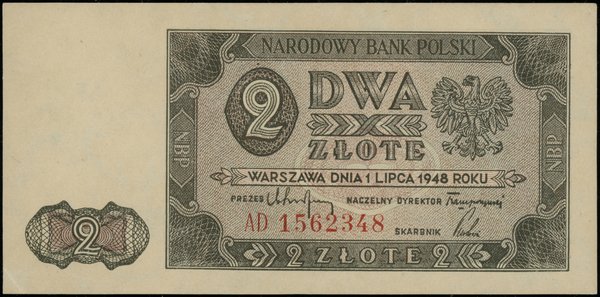 NARODOWY BANK POLSKI
2 DWA
ZŁOTE
NBP
NBP
WARSZAWA DNIA 1 LIPCA 1948 ROKU
PREZES NACZELNY DYREKTOR
AD 1562348 SKARBNIK
2
2 ZŁOTE 2